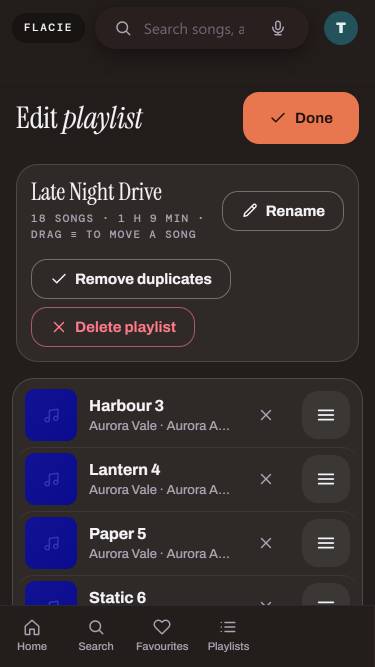 FLACIE
Search songs, a
T
Edit playlist
Done
Late Night Drive
18 SONGS · 1 H 9 MIN ·
DRAG ≡ TO MOVE A SONG
Rename
Remove duplicates
Delete playlist
Harbour 3
Aurora Vale · Aurora A...
Lantern 4
Aurora Vale · Aurora A...
Paper 5
Aurora Vale · Aurora A...
Static 6
Home
Search
Favourites
Playlists